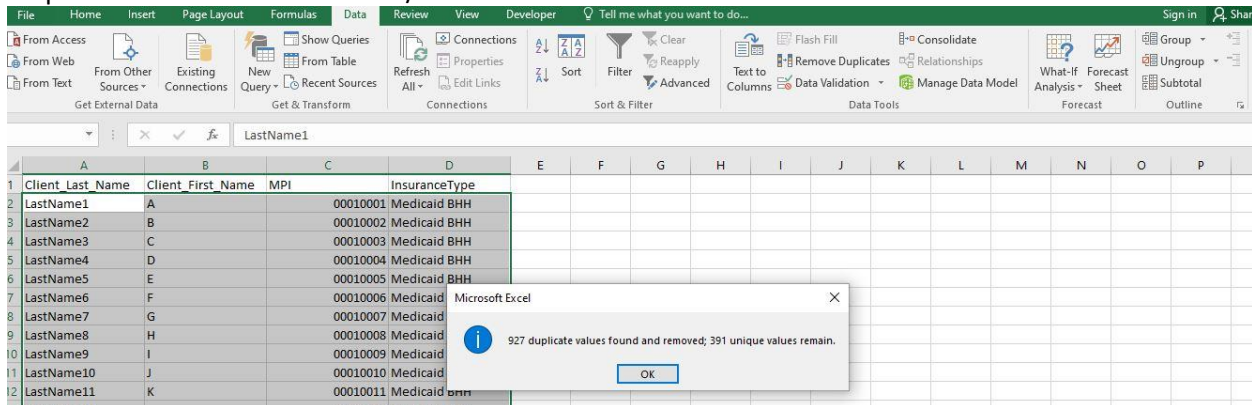 File Home Insert Page Layout Formulas Data Review View Developer Tell me what you want to do... Sign in Shar
From Access
From Web
From Text
From Other
Sources
Existing
Connections
Get External Data
New
Query
Show Queries
From Table
Recent Sources
Get & Transform
Refresh
All
Connections
Properties
Edit Links
Connections
Sort
Filter
Clear
Reapply
Advanced
Sort & Filter
Text to
Columns
Flash Fill
Remove Duplicates
Data Validation
Consolidate
Relationships
Manage Data Model
Data Tools
What-If
Analysis
Forecast
Sheet
Forecast
Group
Ungroup
Subtotal
Outline
fx LastName1
A B C D E F G H I J K L M N O P
1 Client_Last_Name Client_First_Name MPI InsuranceType
2 LastName1 A 00010001 Medicaid BHH
3 LastName2 B 00010002 Medicaid BHH
4 LastName3 C 00010003 Medicaid BHH
5 LastName4 D 00010004 Medicaid BHH
6 LastName5 E 00010005 Medicaid BHH
7 LastName6 F 00010006 Medicaid
8 LastName7 G 00010007 Medicaid
9 LastName8 H 00010008 Medicaid
10 LastName9 I 00010009 Medicaid
11 LastName10 J 00010010 Medicaid
12 LastName11 K 00010011 Medicaid BHH
Microsoft Excel
927 duplicate values found and removed; 391 unique values remain.
OK